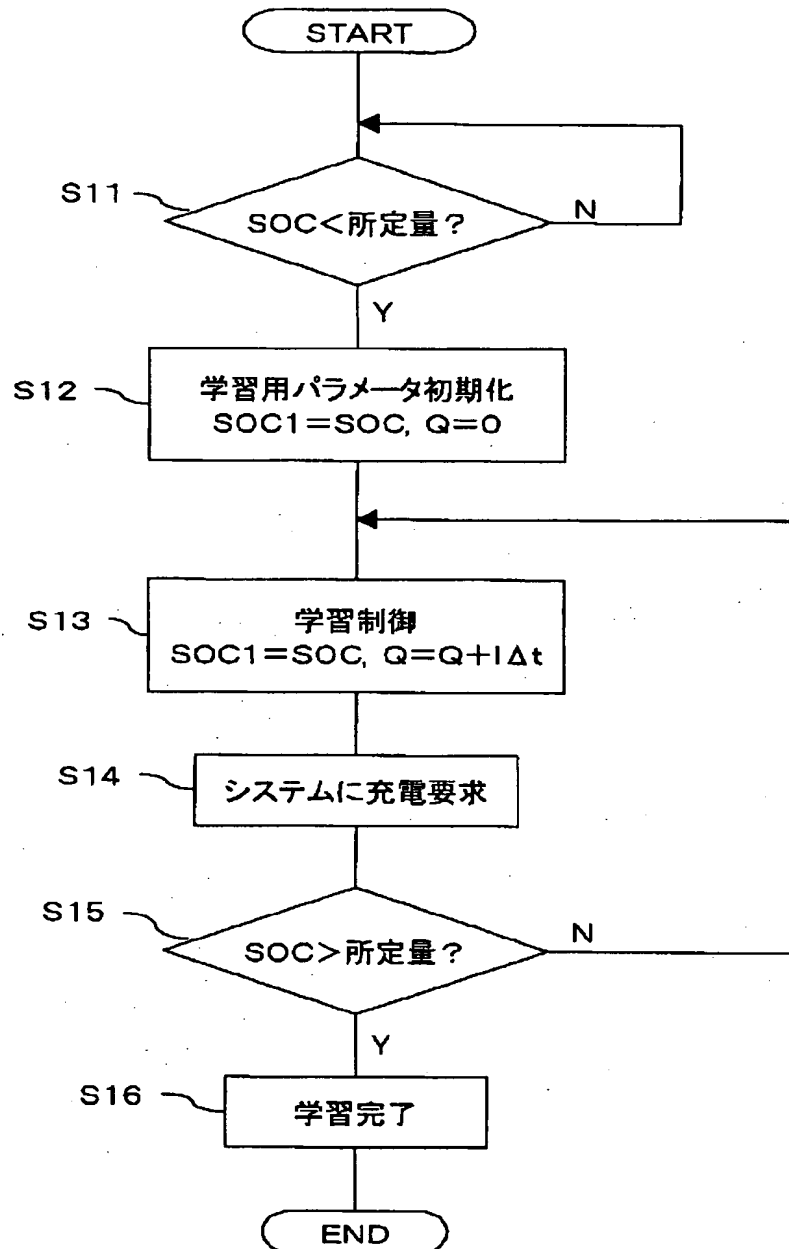 START
S11
SOC<所定量?
N
Y
S12
学習用パラメータ初期化
SOC1=SOC, Q=0
S13
学習制御
SOC1=SOC, Q=Q+IΔt
S14
システムに充電要求
S15
SOC>所定量?
N
Y
S16
学習完了
END